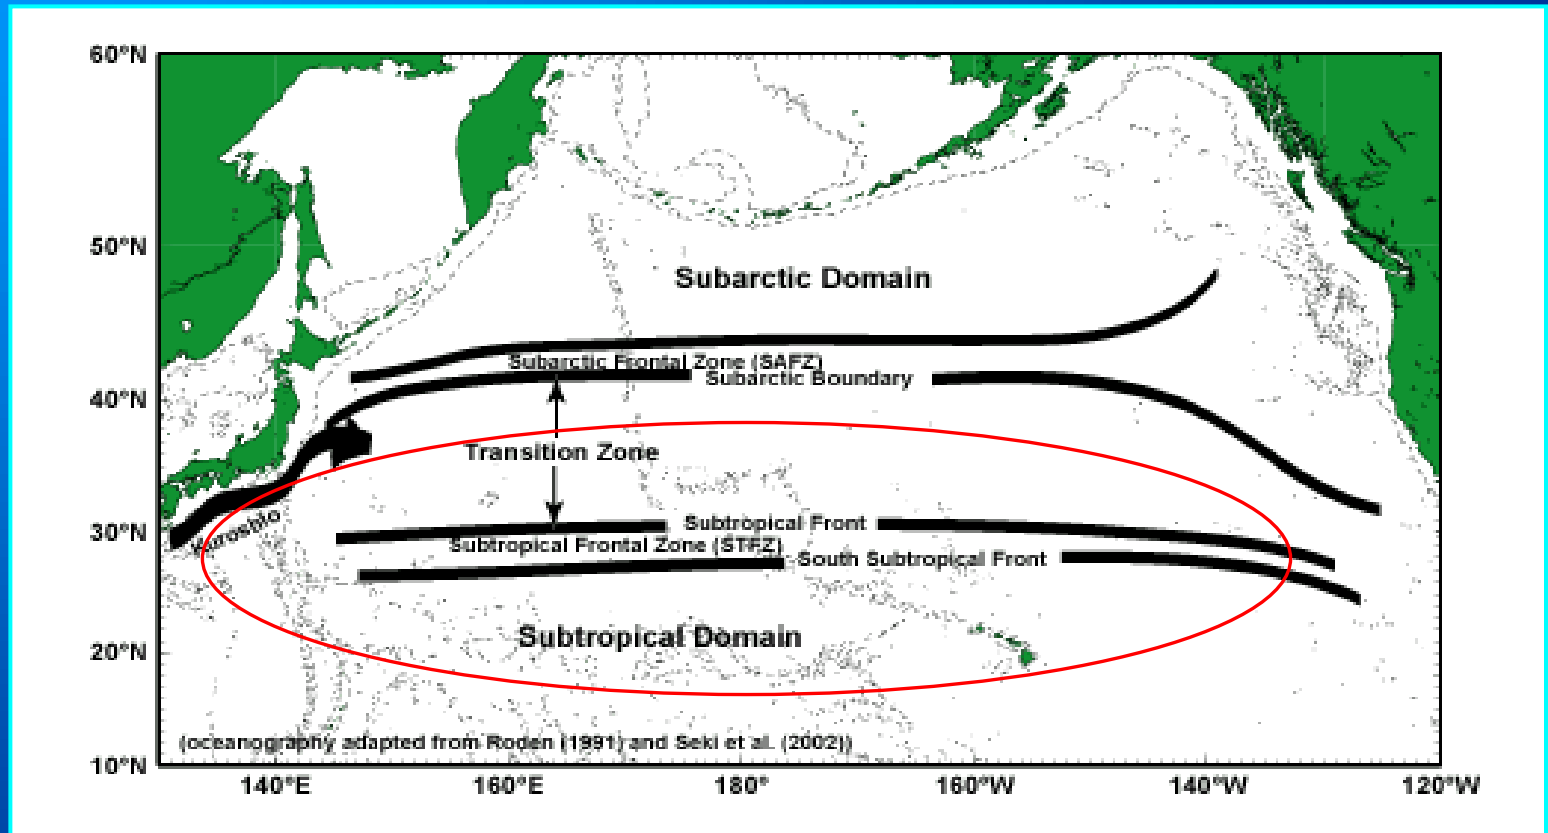 60°N
50°N
40°N
30°N
20°N
10°N
Subarctic Domain
Subarctic Frontal Zone (SAFZ)
Subarctic Boundary
Transition Zone
Kuroshio
Subtropical Front
Subtropical Frontal Zone (STFZ)
South Subtropical Front
Subtropical Domain
(oceanography adapted from Roden (1991) and Seki et al. (2002))
140°E 160°E 180° 160°W 140°W 120°W